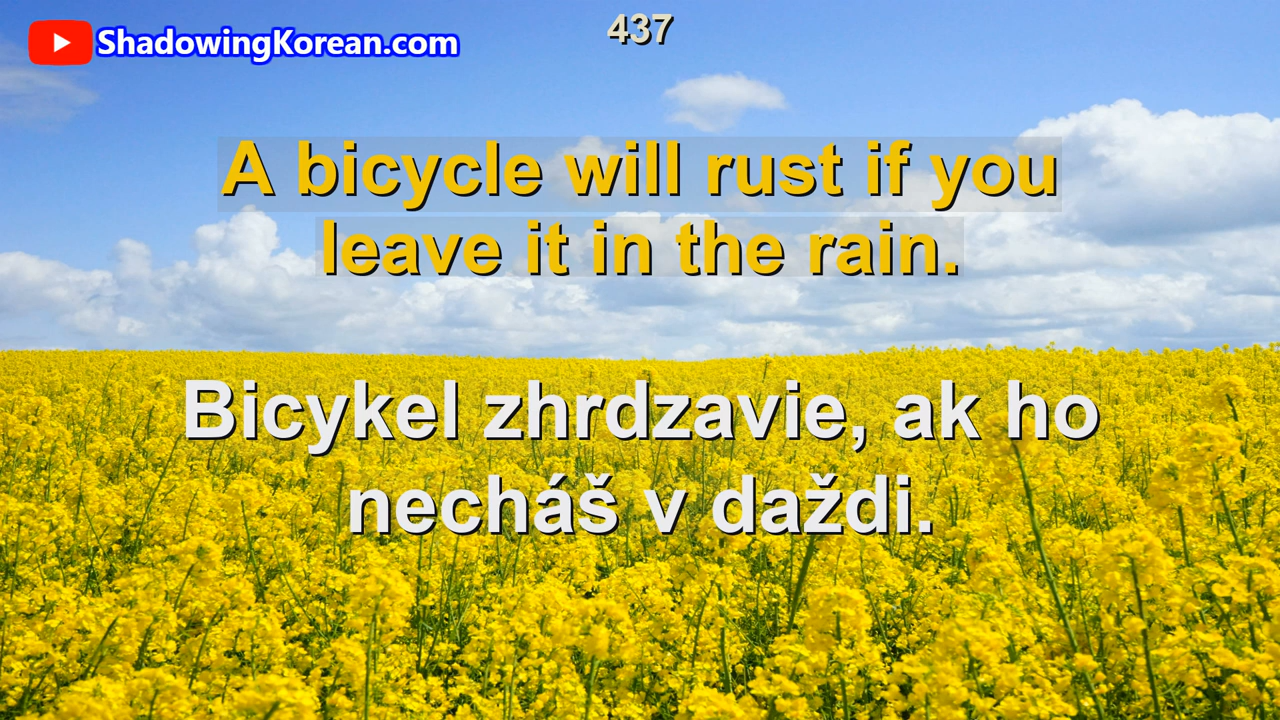 ShadowingKorean.com
437
A bicycle will rust if you
leave it in the rain.
Bicykel zhrdzavie, ak ho
necháš v daždi.